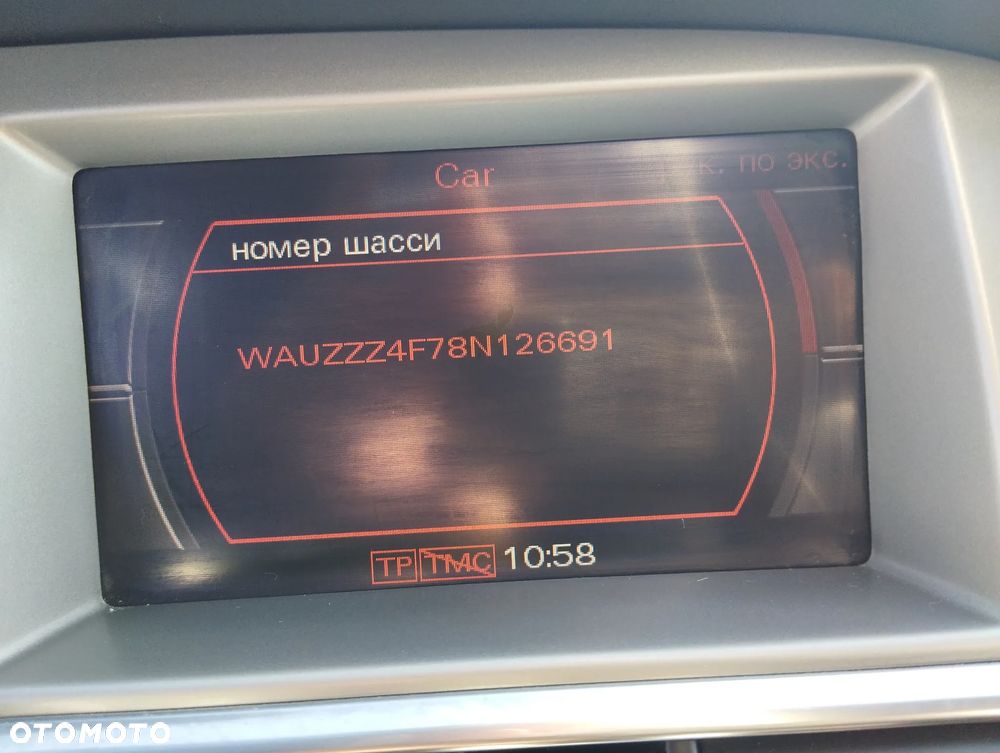 Car
к. по экс.
номер шасси
WAUZZZ4F78N126691
TP TMC 10:58
OTOMOTO